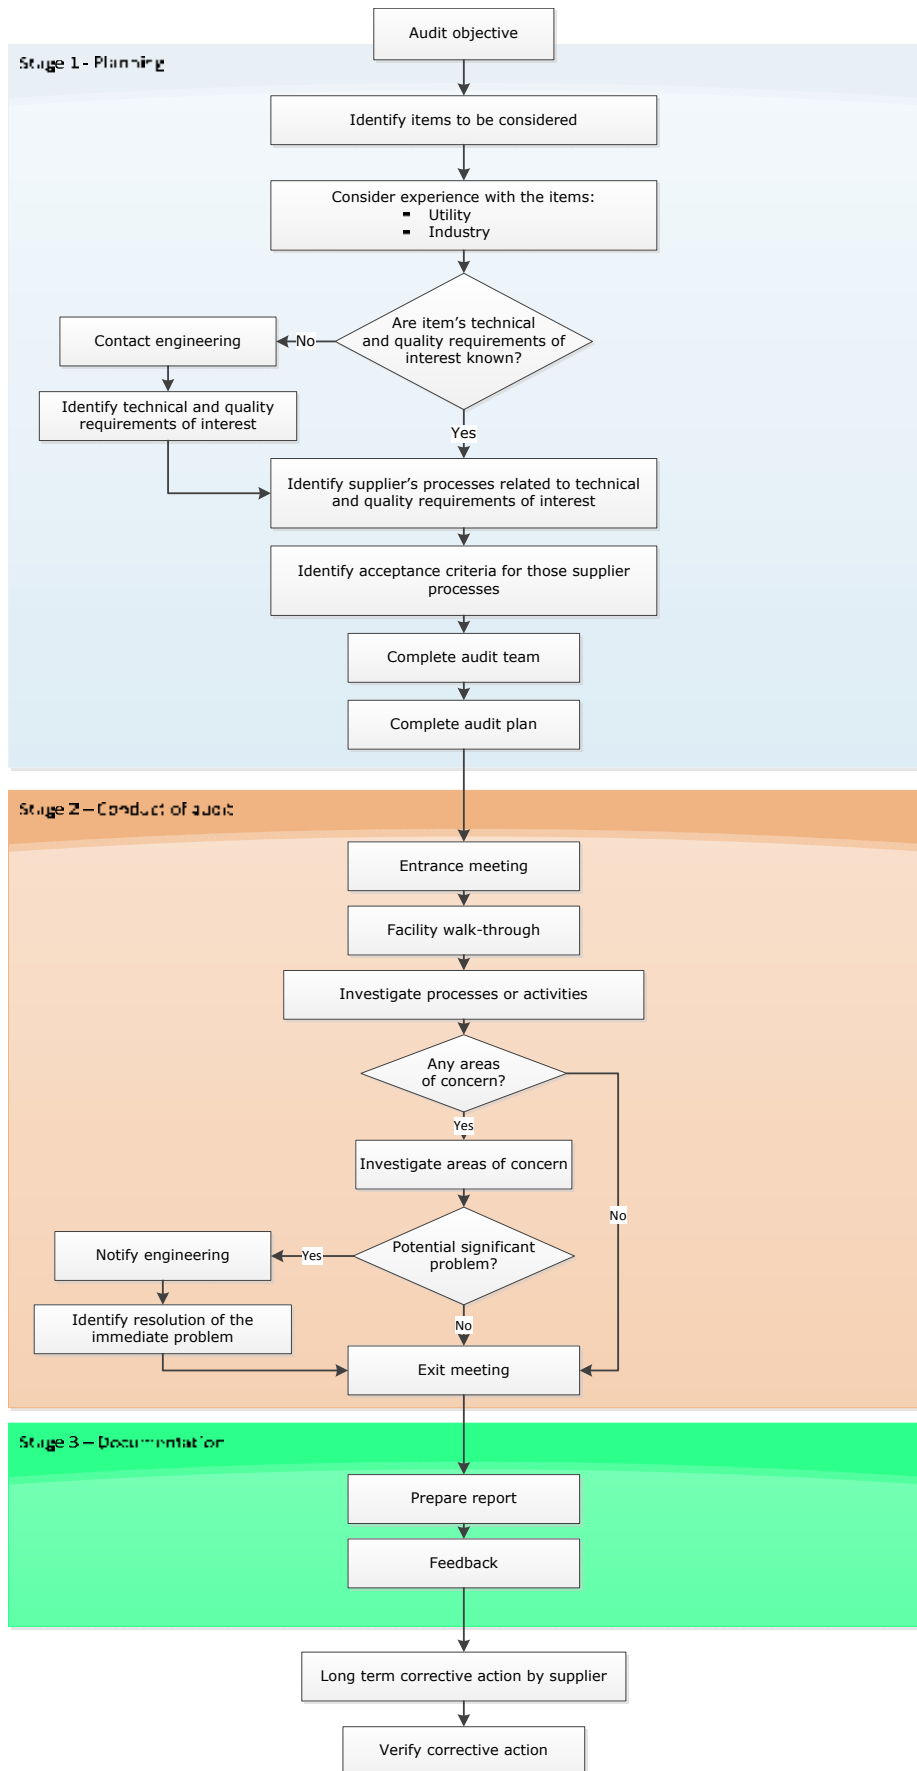 Audit objective
Stage 1 - Planning
Identify items to be considered
Consider experience with the items:
▪ Utility
▪ Industry
Are item’s technical
and quality requirements of
interest known?
No
Contact engineering
Identify technical and quality
requirements of interest
Yes
Identify supplier’s processes related to technical
and quality requirements of interest
Identify acceptance criteria for those supplier
processes
Complete audit team
Complete audit plan
Stage 2 – Conduct of audit
Entrance meeting
Facility walk-through
Investigate processes or activities
Any areas
of concern?
Yes
Investigate areas of concern
No
Potential significant
problem?
Yes
Notify engineering
Identify resolution of the
immediate problem
No
Exit meeting
Stage 3 – Documentation
Prepare report
Feedback
Long term corrective action by supplier
Verify corrective action